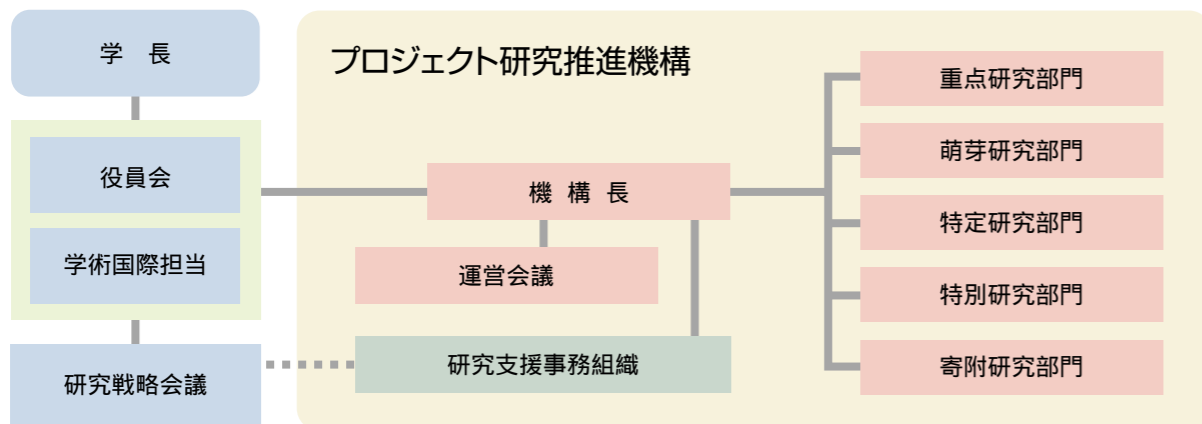 学 長
役員会
学術国際担当
研究戦略会議
プロジェクト研究推進機構
機 構 長
運営会議
研究支援事務組織
重点研究部門
萌芽研究部門
特定研究部門
特別研究部門
寄附研究部門